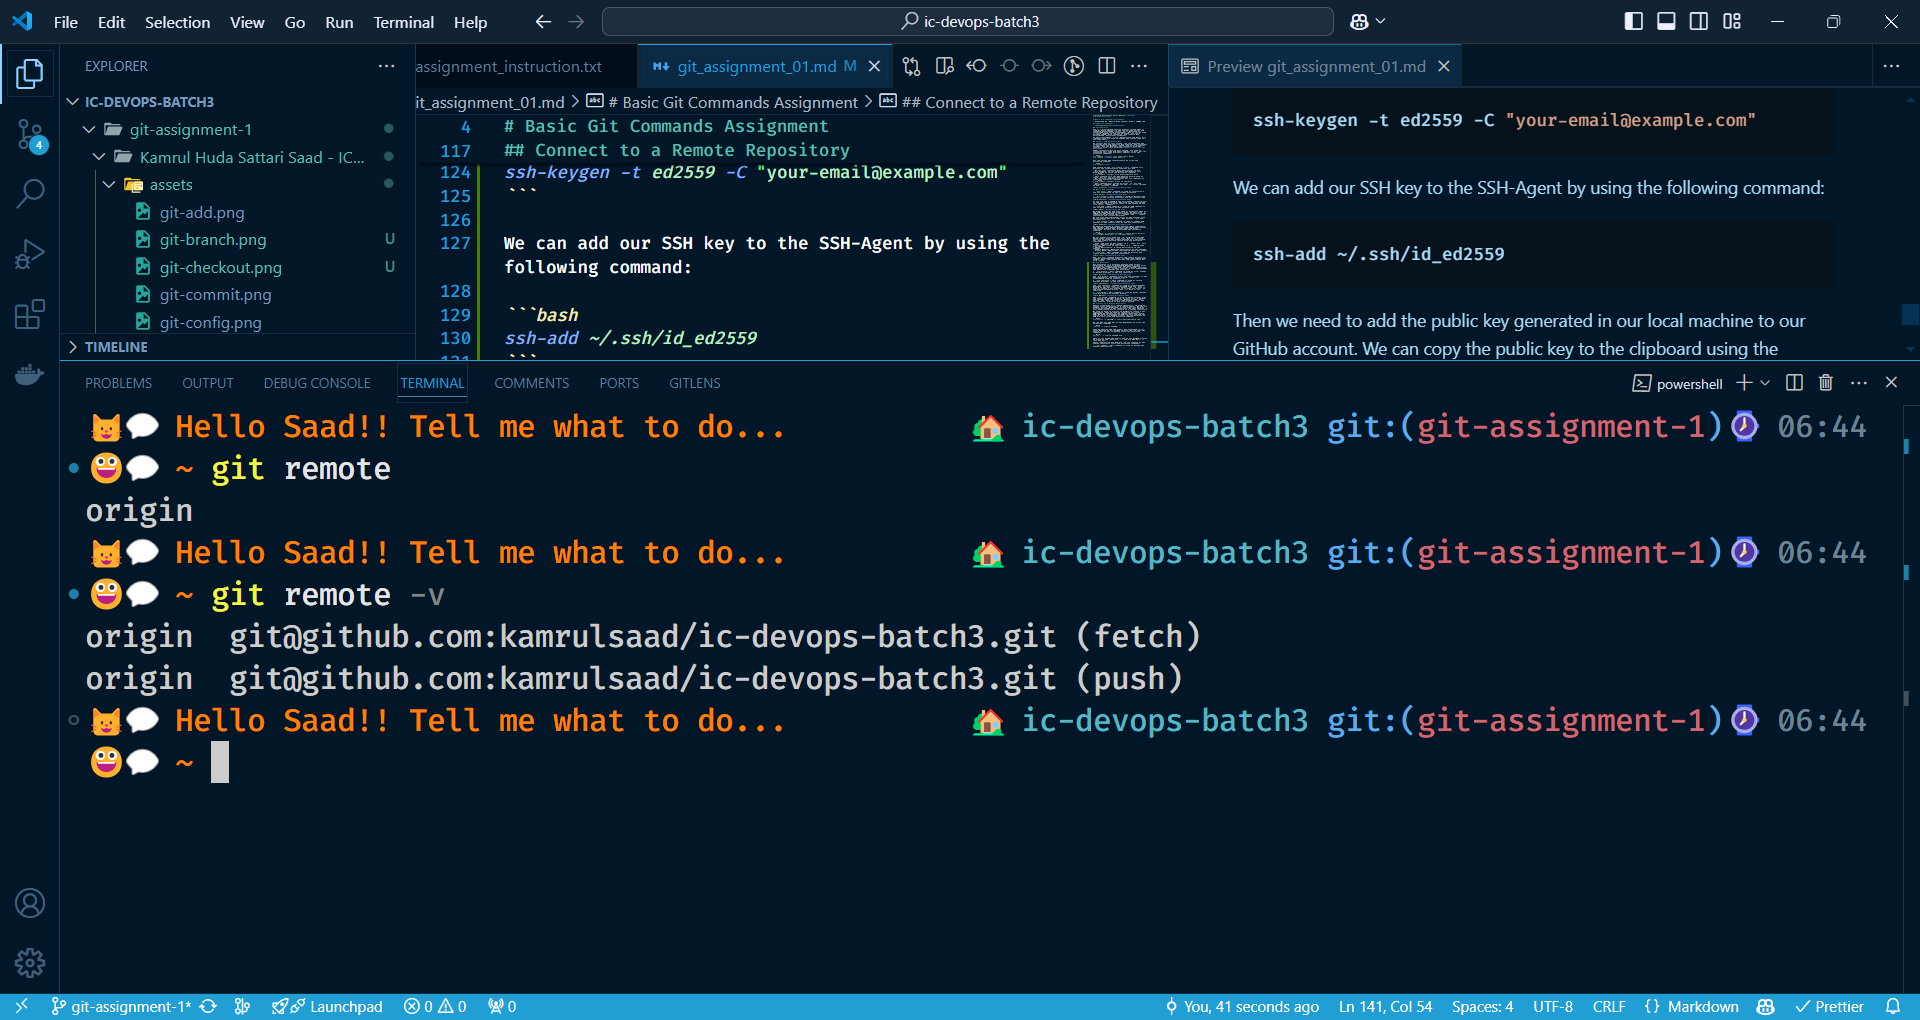 File Edit Selection View Go Run Terminal Help
ic-devops-batch3
EXPLORER
IC-DEVOPS-BATCH3
git-assignment-1
Kamrul Huda Sattari Saad - IC...
assets
git-add.png
git-branch.png U
git-checkout.png U
git-commit.png
git-config.png
TIMELINE
4
assignment_instruction.txt
git_assignment_01.md M
it_assignment_01.md > # Basic Git Commands Assignment > ## Connect to a Remote Repository
4 # Basic Git Commands Assignment
117 ## Connect to a Remote Repository
124 ssh-keygen -t ed2559 -C "your-email@example.com"
125 ```
126
127 We can add our SSH key to the SSH-Agent by using the
following command:
128
129 ```bash
130 ssh-add ~/.ssh/id_ed2559
131 ```
Preview git_assignment_01.md
ssh-keygen -t ed2559 -C "your-email@example.com"
We can add our SSH key to the SSH-Agent by using the following command:
ssh-add ~/.ssh/id_ed2559
Then we need to add the public key generated in our local machine to our
GitHub account. We can copy the public key to the clipboard using the
PROBLEMS OUTPUT DEBUG CONSOLE TERMINAL COMMENTS PORTS GITLENS
powershell
Hello Saad!! Tell me what to do... ic-devops-batch3 git:(git-assignment-1) 06:44
~ git remote
origin
Hello Saad!! Tell me what to do... ic-devops-batch3 git:(git-assignment-1) 06:44
~ git remote -v
origin git@github.com:kamrulsaad/ic-devops-batch3.git (fetch)
origin git@github.com:kamrulsaad/ic-devops-batch3.git (push)
Hello Saad!! Tell me what to do... ic-devops-batch3 git:(git-assignment-1) 06:44
~
git-assignment-1* Launchpad 0 0 0 You, 41 seconds ago Ln 141, Col 54 Spaces: 4 UTF-8 CRLF {} Markdown Prettier